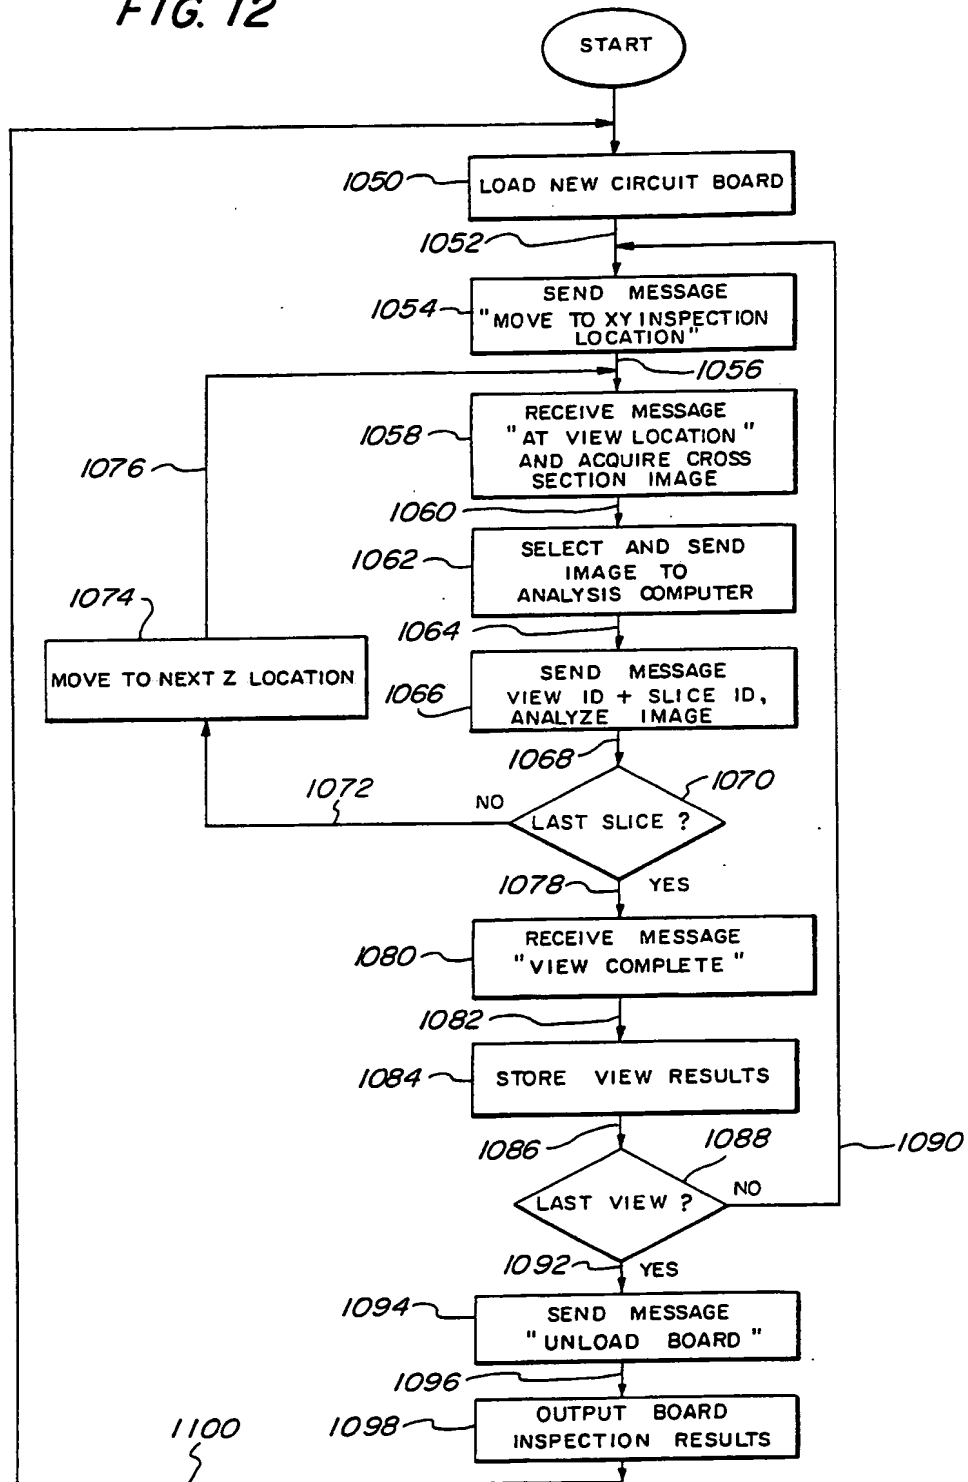 FIG. 12
START
1050
LOAD NEW CIRCUIT BOARD
1052
1054
SEND MESSAGE
"MOVE TO XY INSPECTION
LOCATION"
1056
1058
RECEIVE MESSAGE
"AT VIEW LOCATION"
AND ACQUIRE CROSS
SECTION IMAGE
1076
1060
1062
SELECT AND SEND
IMAGE TO
ANALYSIS COMPUTER
1074
1064
MOVE TO NEXT Z LOCATION
1066
SEND MESSAGE
VIEW ID + SLICE ID,
ANALYZE IMAGE
1068
1070
1072
NO
LAST SLICE ?
1078
YES
1080
RECEIVE MESSAGE
"VIEW COMPLETE"
1082
1084
STORE VIEW RESULTS
1086
1088
1090
LAST VIEW ?
NO
1092
YES
1094
SEND MESSAGE
"UNLOAD BOARD"
1096
1098
OUTPUT BOARD
INSPECTION RESULTS
1100